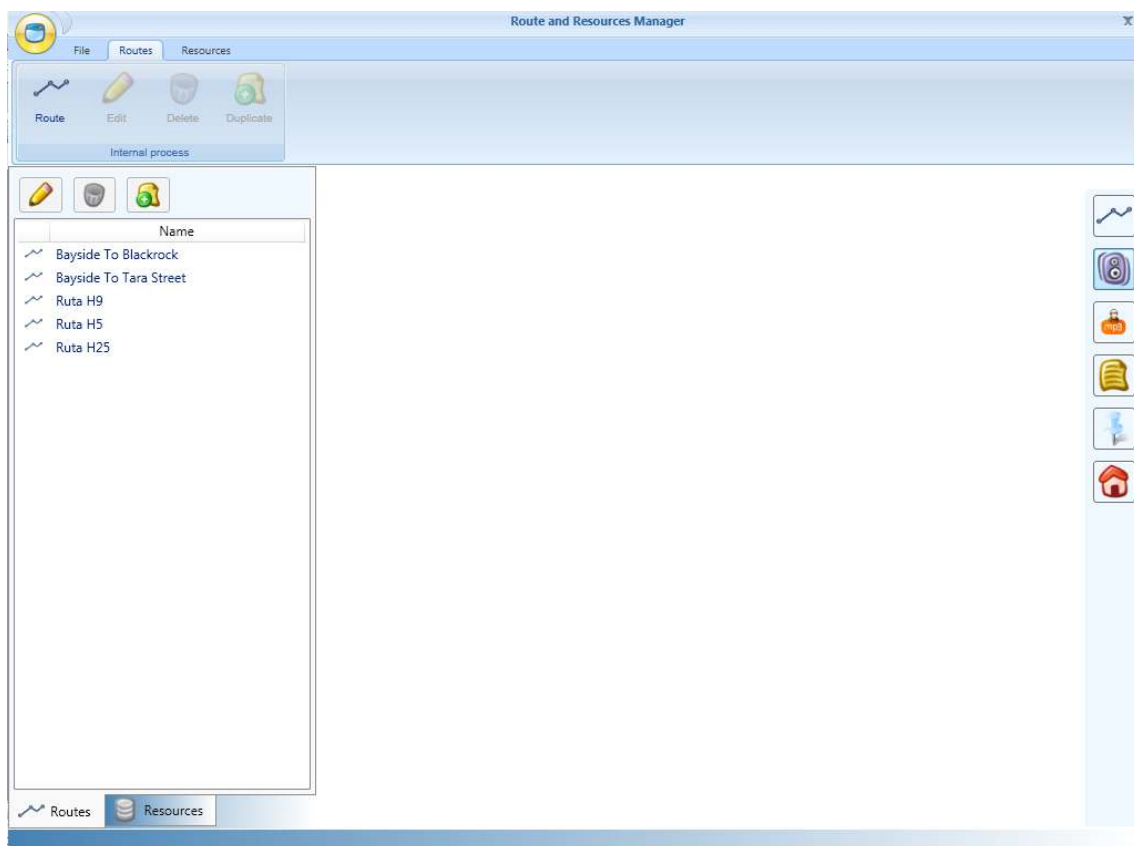 Route and Resources Manager
X
File Routes Resources
Route Edit Delete Duplicate
Internal process
Name
Bayside To Blackrock
Bayside To Tara Street
Ruta H9
Ruta H5
Ruta H25
mp3
Routes Resources